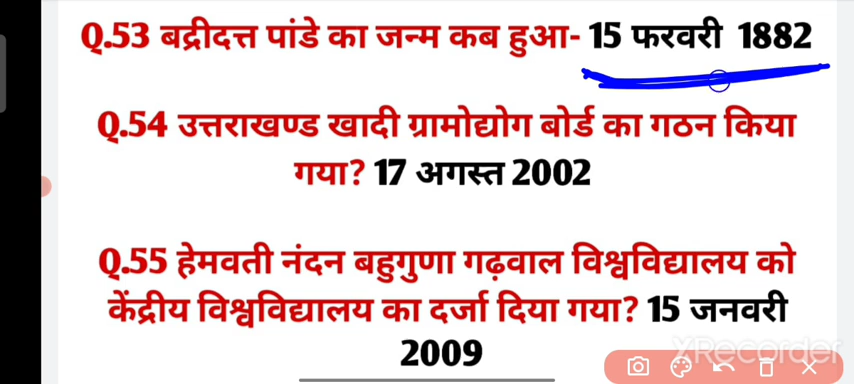 Q.53 बद्रीदत्त पांडे का जन्म कब हुआ- 15 फरवरी 1882
Q.54 उत्तराखण्ड खादी ग्रामोद्योग बोर्ड का गठन किया
गया? 17 अगस्त 2002
Q.55 हेमवती नंदन बहुगुणा गढ़वाल विश्वविद्यालय को
केंद्रीय विश्वविद्यालय का दर्जा दिया गया? 15 जनवरी
2009
XRecorder